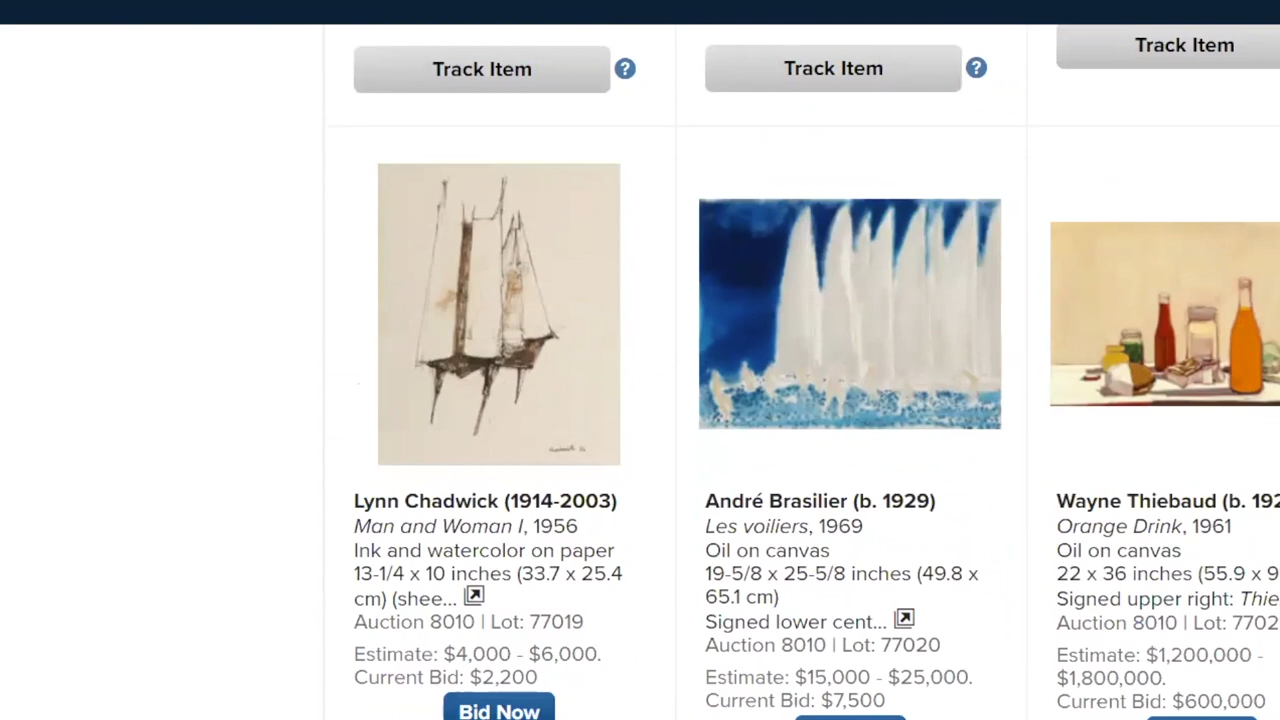 Track Item
?
Track Item
?
Track Item
Lynn Chadwick (1914-2003)
Man and Woman I, 1956
Ink and watercolor on paper
13-1/4 x 10 inches (33.7 x 25.4
cm) (shee...
Auction 8010 | Lot: 77019
Estimate: $4,000 - $6,000.
Current Bid: $2,200
Bid Now
André Brasilier (b. 1929)
Les voiliers, 1969
Oil on canvas
19-5/8 x 25-5/8 inches (49.8 x
65.1 cm)
Signed lower cent...
Auction 8010 | Lot: 77020
Estimate: $15,000 - $25,000.
Current Bid: $7,500
Wayne Thiebaud (b. 192
Orange Drink, 1961
Oil on canvas
22 x 36 inches (55.9 x 9
Signed upper right: Thie
Auction 8010 | Lot: 7702
Estimate: $1,200,000 -
$1,800,000.
Current Bid: $600,000